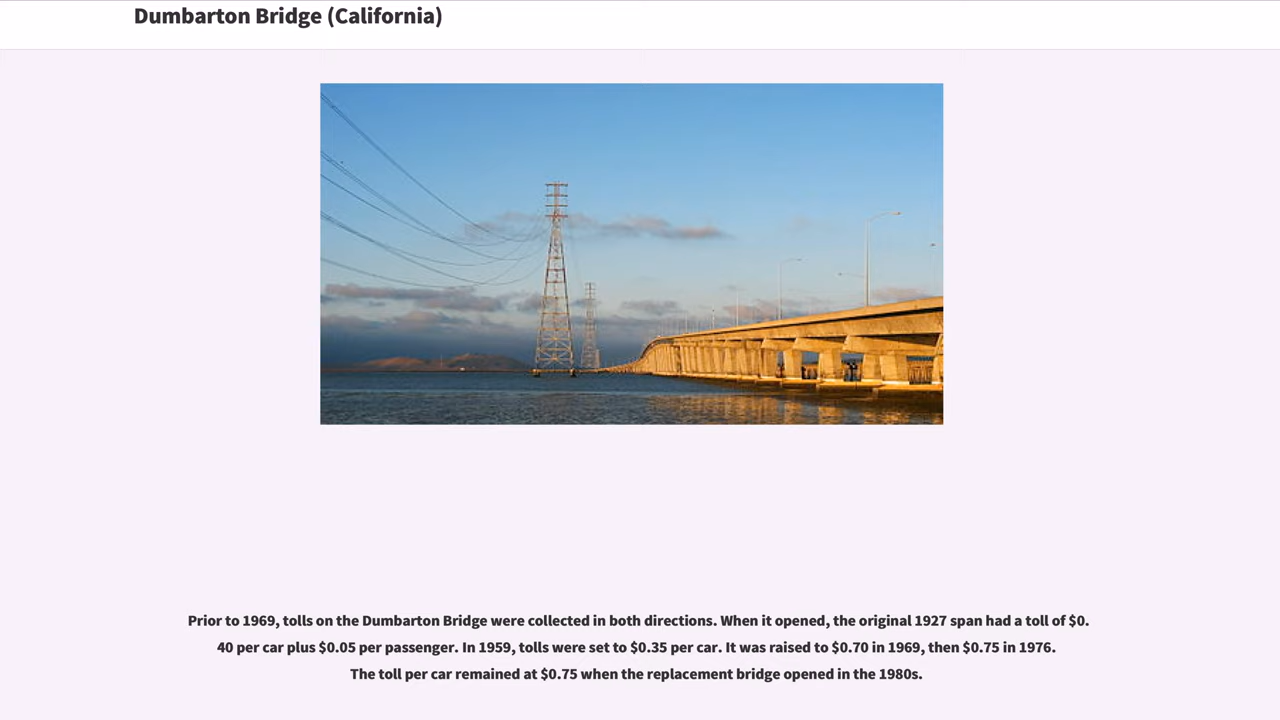 Dumbarton Bridge (California)
Prior to 1969, tolls on the Dumbarton Bridge were collected in both directions. When it opened, the original 1927 span had a toll of $0.
40 per car plus $0.05 per passenger. In 1959, tolls were set to $0.35 per car. It was raised to $0.70 in 1969, then $0.75 in 1976.
The toll per car remained at $0.75 when the replacement bridge opened in the 1980s.